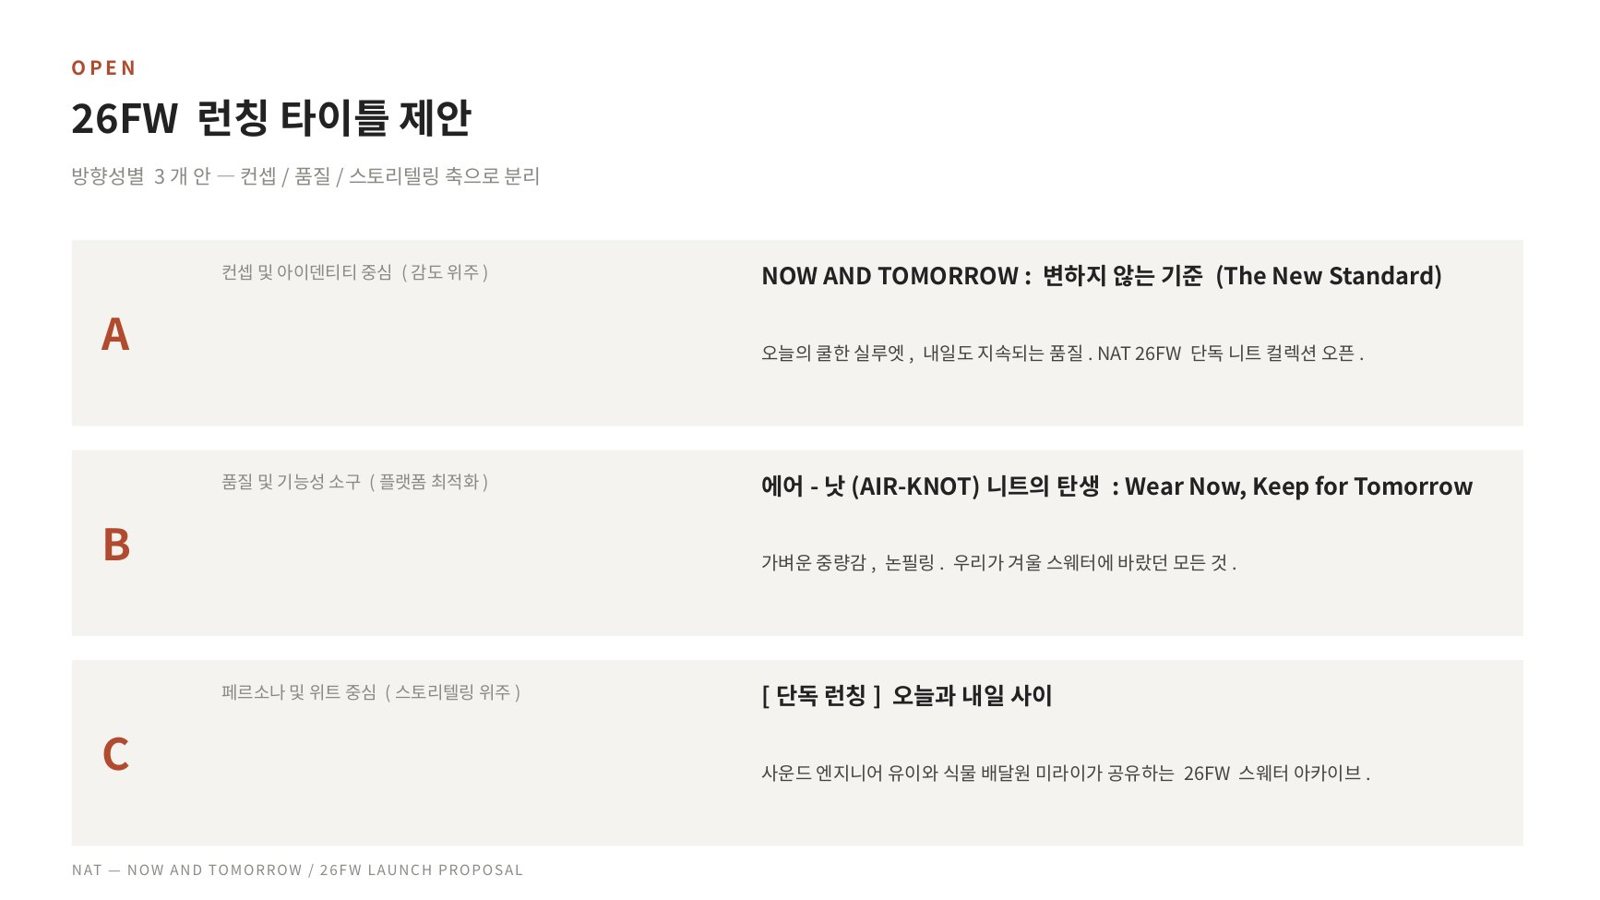 OPEN
26FW 런칭 타이틀 제안
방향성별 3개 안 — 컨셉 / 품질 / 스토리텔링 축으로 분리
컨셉 및 아이덴티티 중심 (감도 위주)
NOW AND TOMORROW : 변하지 않는 기준 (The New Standard)
A
오늘의 쿨한 실루엣, 내일도 지속되는 품질. NAT 26FW 단독 니트 컬렉션 오픈.
품질 및 기능성 소구 (플랫폼 최적화)
에어-낫(AIR-KNOT) 니트의 탄생 : Wear Now, Keep for Tomorrow
B
가벼운 중량감, 논필링. 우리가 겨울 스웨터에 바랐던 모든 것.
페르소나 및 위트 중심 (스토리텔링 위주)
[단독 런칭] 오늘과 내일 사이
C
사운드 엔지니어 유이와 식물 배달원 미라이가 공유하는 26FW 스웨터 아카이브.
NAT — NOW AND TOMORROW / 26FW LAUNCH PROPOSAL